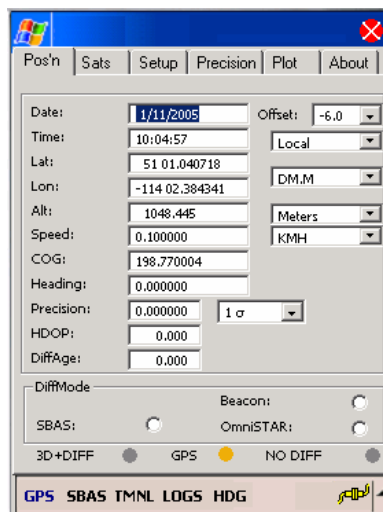 Pos'n Sats Setup Precision Plot About
Date: 1/11/2005 Offset: -6.0
Time: 10:04:57 Local
Lat: 51 01.040718
Lon: -114 02.384341 DM.M
Alt: 1048.445 Meters
Speed: 0.100000 KMH
COG: 198.770004
Heading: 0.000000
Precision: 0.000000 1 σ
HDOP: 0.000
DiffAge: 0.000
DiffMode
Beacon:
SBAS: OmniSTAR:
3D+DIFF GPS NO DIFF
GPS SBAS TMNL LOGS HDG